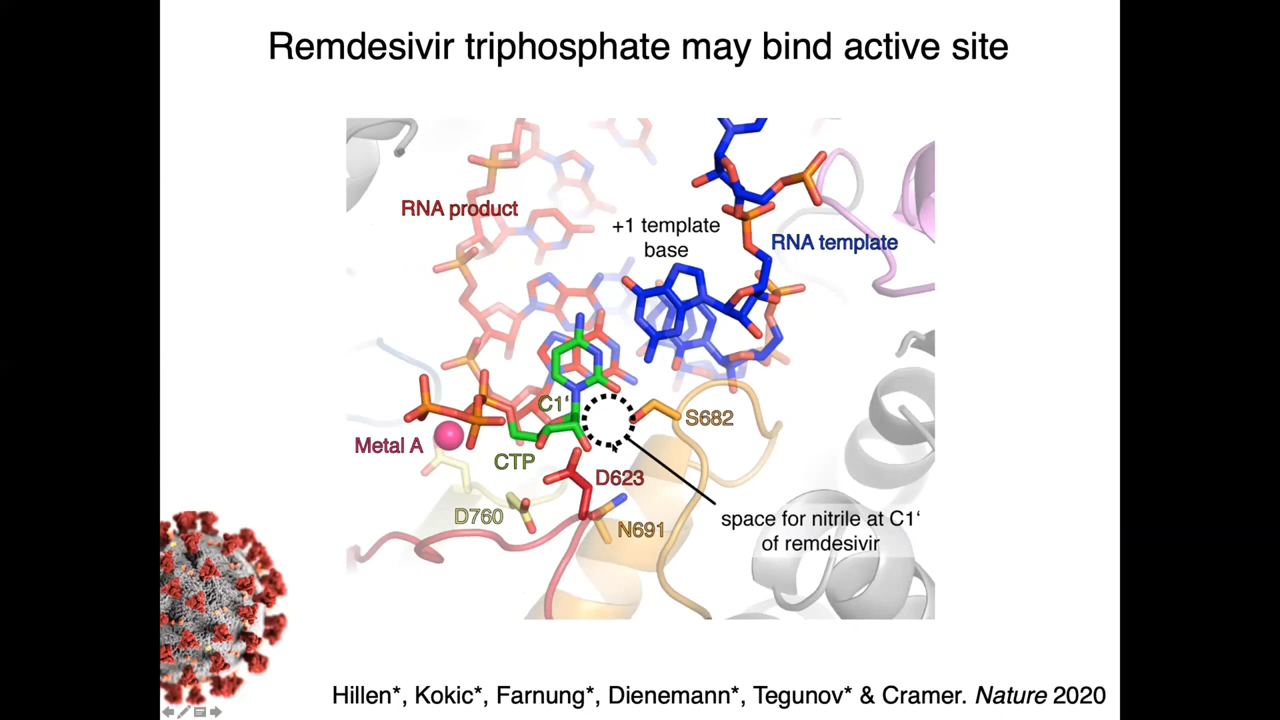 Remdesivir triphosphate may bind active site
RNA product
+1 template
base
RNA template
C1‘
S682
Metal A
CTP
D623
D760
N691
space for nitrile at C1‘
of remdesivir
Hillen*, Kokic*, Farnung*, Dienemann*, Tegunov* & Cramer. Nature 2020